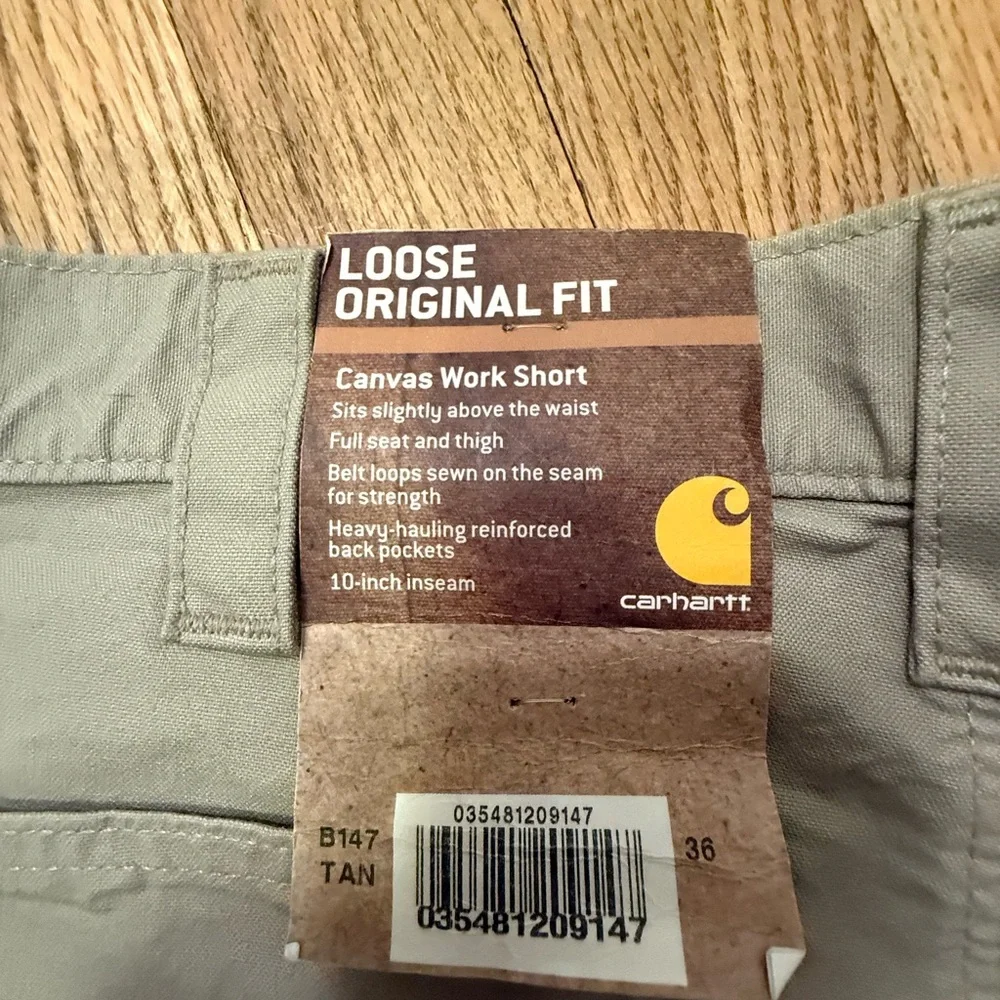 LOOSE
ORIGINAL FIT
Canvas Work Short
Sits slightly above the waist
Full seat and thigh
Belt loops sewn on the seam
for strength
Heavy-hauling reinforced
back pockets
10-inch inseam
carhartt
035481209147
B147
TAN
36
035481209147